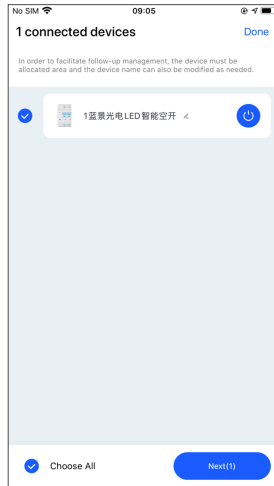 No SIM 09:05
1 connected devices Done
In order to facilitate follow-up management, the device must be
allocated area and the device name can also be modified as needed.
1蓝景光电LED智能空开
Choose All Next(1)